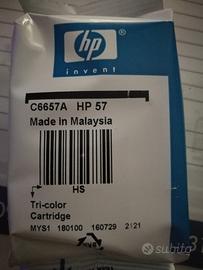 hp
invent
C6657A HP 57
Made in Malaysia
HS
Tri-color
Cartridge
MYS1 180100 160729 2121
subito